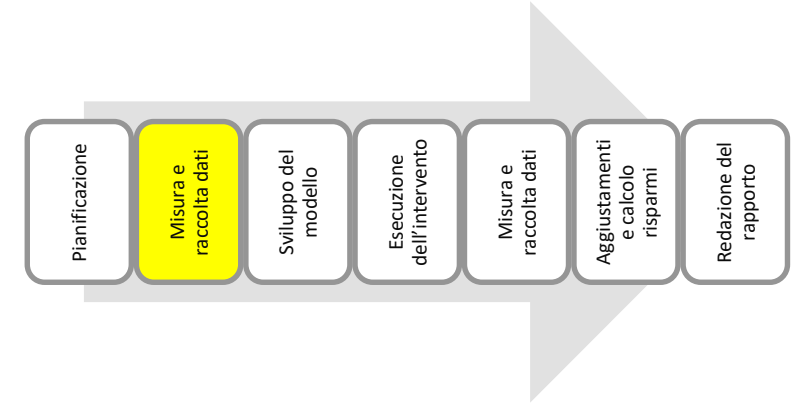 Pianificazione
Misura e
raccolta dati
Sviluppo del
modello
Esecuzione
dell’intervento
Misura e
raccolta dati
Aggiustamenti
e calcolo
risparmi
Redazione del
rapporto